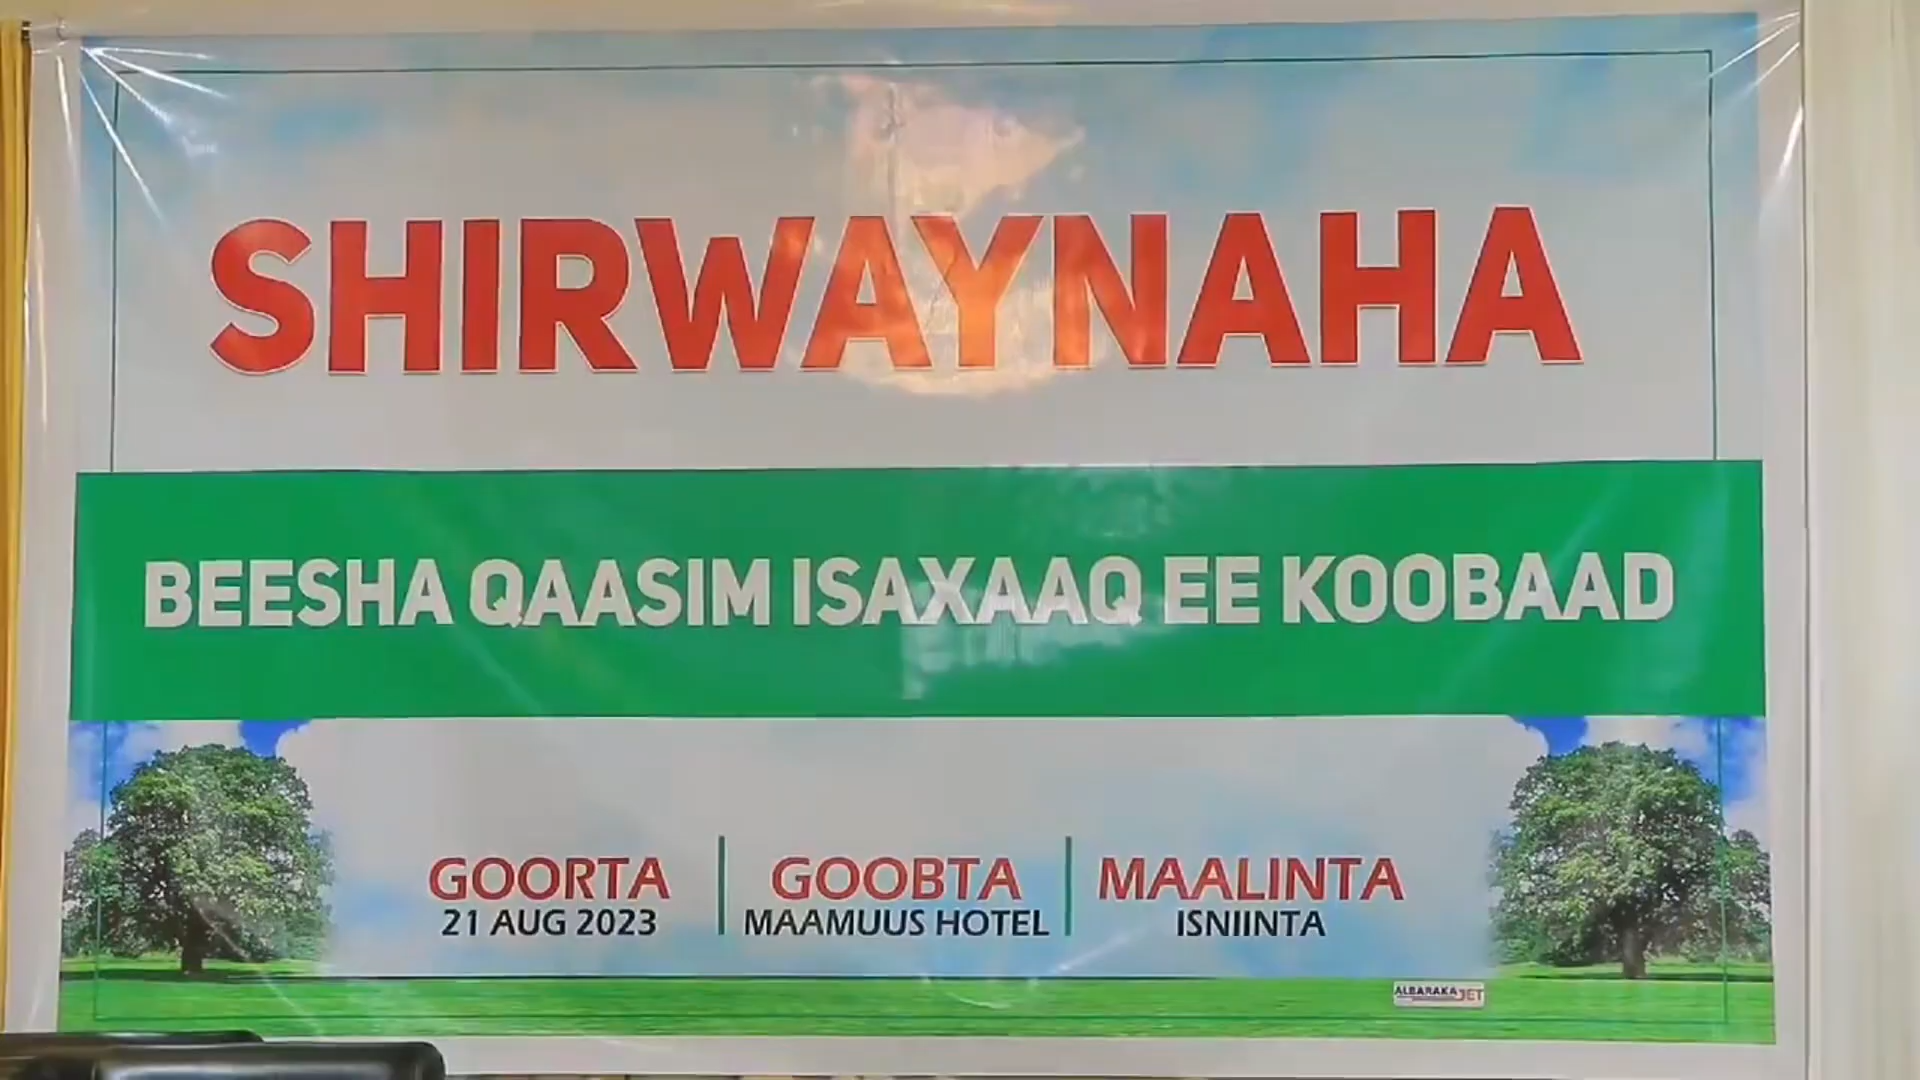 SHIRWAYNAHA
BEESHA QAASIM ISAXAAQ EE KOOBAAD
GOORTA
21 AUG 2023
GOOBTA
MAAMUUS HOTEL
MAALINTA
ISNIINTA
ALBARAKA JET